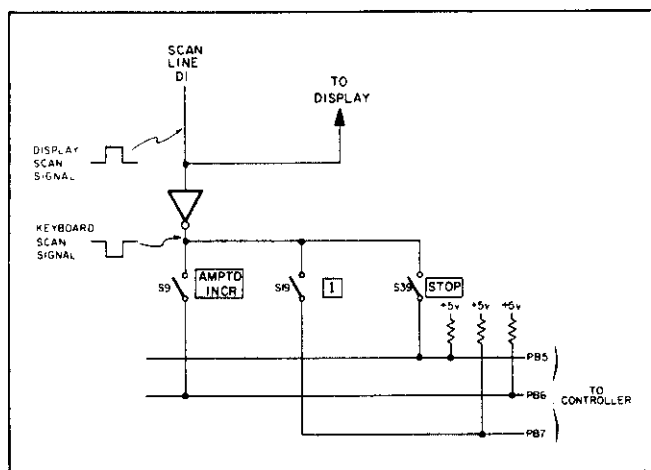 SCAN
LINE
D1
TO
DISPLAY
DISPLAY
SCAN
SIGNAL
KEYBOARD
SCAN
SIGNAL
S9
AMPTD
INCR
S19
1
S39
STOP
+5v
+5v
+5v
PB5
PB6
TO
CONTROLLER
PB7